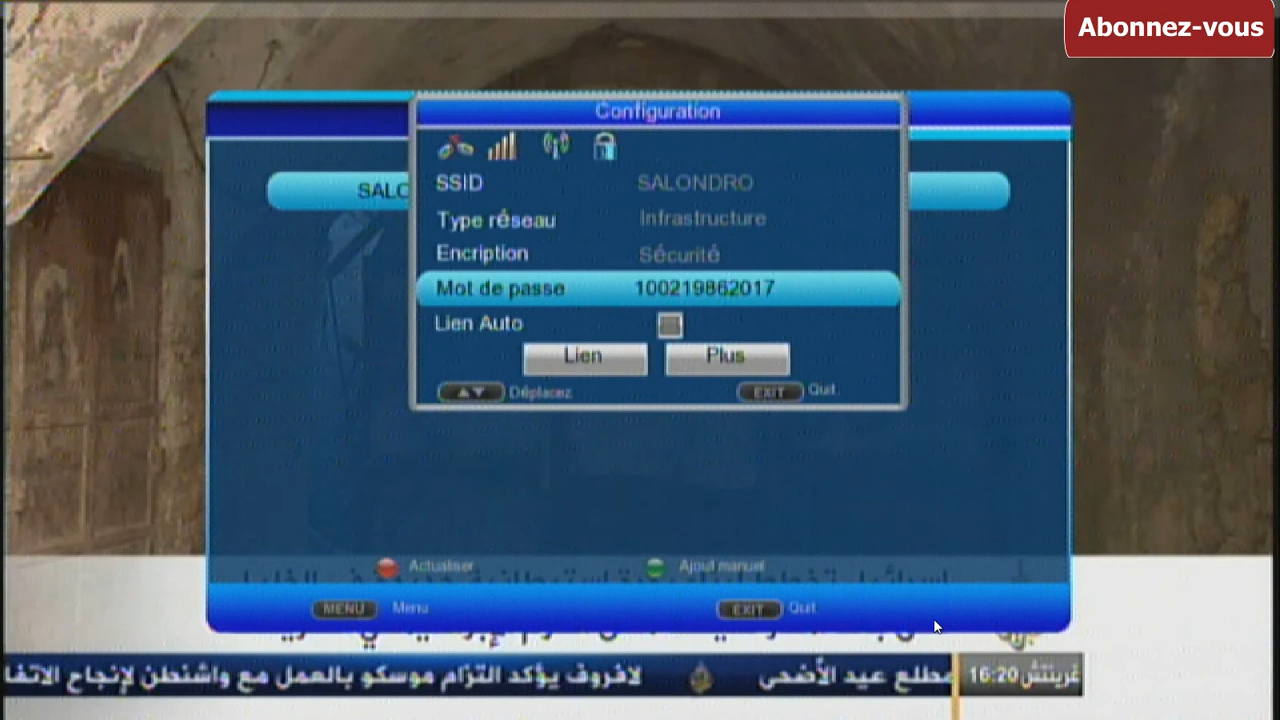 Abonnez-vous
Configuration
SALO
SSID SALONDRO
Type réseau Infrastructure
Encription Sécurité
Mot de passe 100219862017
Lien Auto
Lien Plus
Déplacez EXIT Quit
Actualiser Ajout manuel
MENU Menu EXIT Quit
مطلع عيد الأضحى لافروف يؤكد التزام موسكو بالعمل مع واشنطن لإنجاح الاتفا
غرينتش 16:20